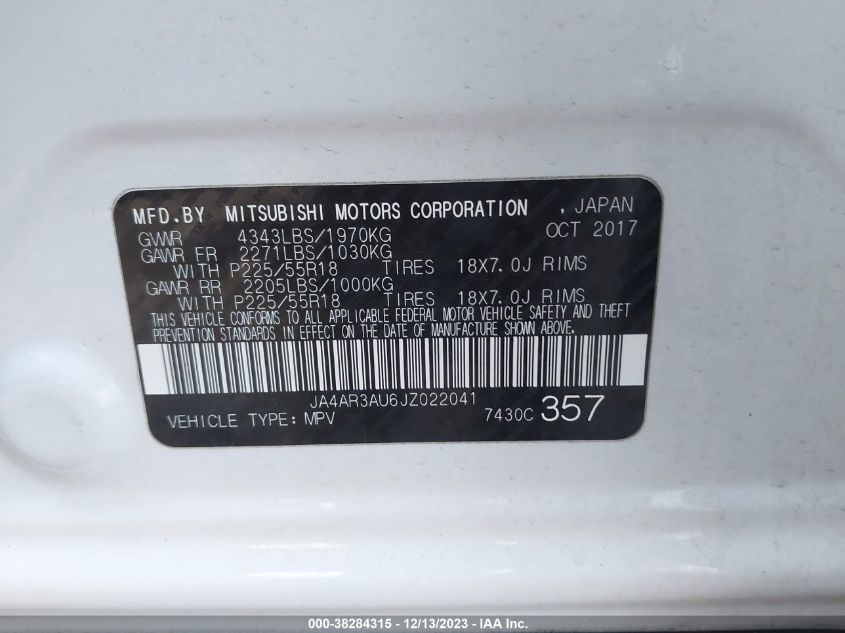 MFD.BY MITSUBISHI MOTORS CORPORATION , JAPAN
GVWR 4343LBS/1970KG OCT 2017
GAWR FR 2271LBS/1030KG
WITH P225/55R18 TIRES 18X7.0J RIMS
GAWR RR 2205LBS/1000KG
WITH P225/55R18 TIRES 18X7.0J RIMS
THIS VEHICLE CONFORMS TO ALL APPLICABLE FEDERAL MOTOR VEHICLE SAFETY AND THEFT
PREVENTION STANDARDS IN EFFECT ON THE DATE OF MANUFACTURE SHOWN ABOVE.
JA4AR3AU6JZ022041
VEHICLE TYPE: MPV 7430C 357
000-38284315 - 12/13/2023 - IAA Inc.